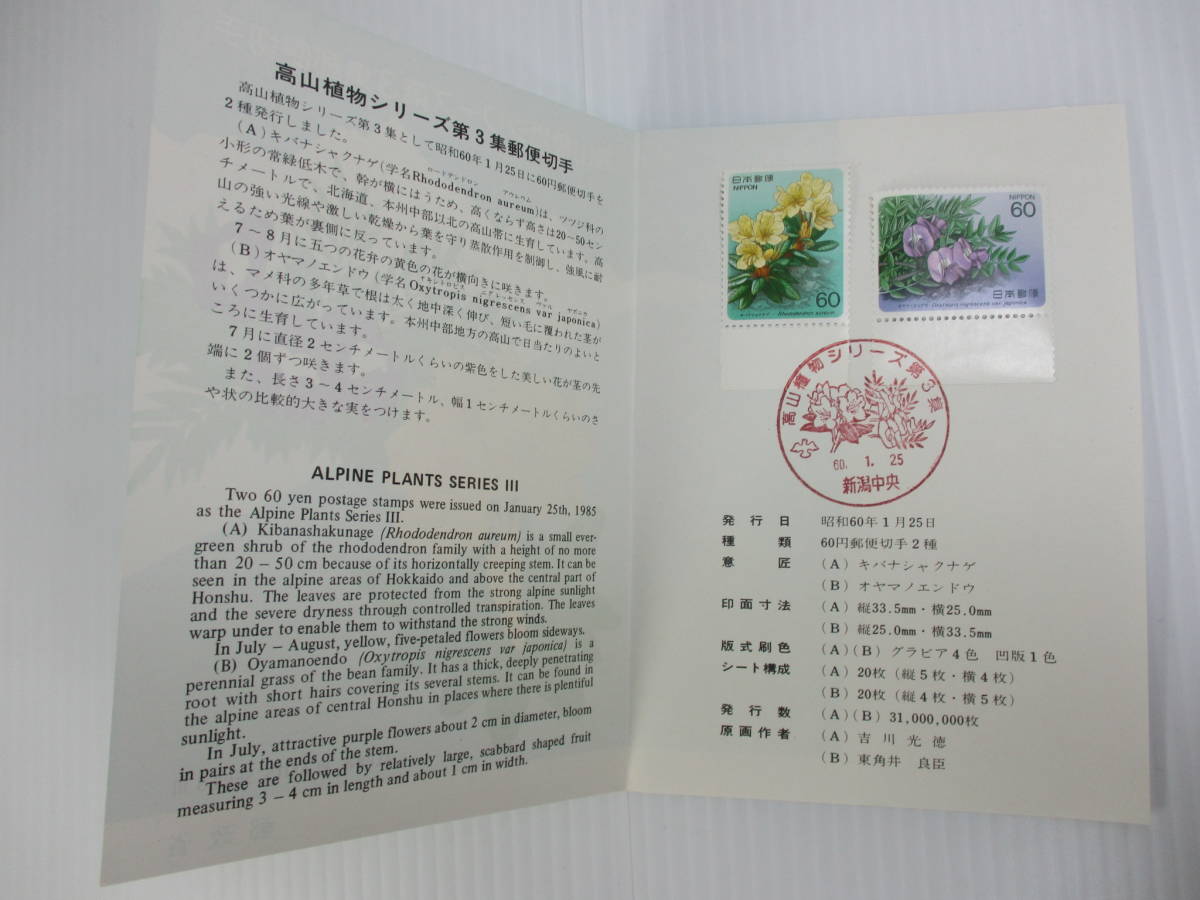 高山植物シリーズ第3集郵便切手
高山植物シリーズ第3集として昭和60年1月25日に60円郵便切手を
2種発行しました。
(A)キバナシャクナゲ(学名Rhododendron aureum)は、ツツジ科の
小形の常緑低木で、幹が横にはうため、高くならず高さは20~50セン
チメートルで、北海道、本州中部以北の高山帯に生育しています。高
山の強い光線や激しい乾燥から葉を守り蒸散作用を制御し、強風に耐
えるため葉が裏側に反っています。
7~8月に五つの花弁の黄色の花が横向きに咲きます。
(B)オヤマノエンドウ(学名Oxytropis nigrescens var japonica)
は、マメ科の多年草で根は太く地中深く伸び、短い毛に覆われた茎が
いくつかに広がっています。本州中部地方の高山で日当たりのよいと
ころに生育しています。
7月に直径2センチメートルくらいの紫色をした美しい花が茎の先
端に2個ずつ咲きます。
また、長さ3~4センチメートル、幅1センチメートルくらいのさ
や状の比較的大きな実をつけます。
ALPINE PLANTS SERIES III
Two 60 yen postage stamps were issued on January 25th, 1985
as the Alpine Plants Series III.
(A) Kibanashakunage (Rhododendron aureum) is a small ever-
green shrub of the rhododendron family with a height of no more
than 20 – 50 cm because of its horizontally creeping stem. It can be
seen in the alpine areas of Hokkaido and above the central part of
Honshu. The leaves are protected from the strong alpine sunlight
and the severe dryness through controlled transpiration. The leaves
warp under to enable them to withstand the strong winds.
In July – August, yellow, five-petaled flowers bloom sideways.
(B) Oyamanoendo (Oxytropis nigrescens var japonica) is a
perennial grass of the bean family. It has a thick, deeply penetrating
root with short hairs covering its several stems. It can be found in
the alpine areas of central Honshu in places where there is plentiful
sunlight.
In July, attractive purple flowers about 2 cm in diameter, bloom
in pairs at the ends of the stem.
These are followed by relatively large, scabbard shaped fruit
measuring 3 – 4 cm in length and about 1 cm in width.
日本郵便
NIPPON
60
キバナシャクナゲ Rhododendron aureum
NIPPON
60
日本郵便
オヤマノエンドウ Oxytropis nigrescens var. japonica
高山植物シリーズ第3集
60. 1. 25
新潟中央
発行日 昭和60年1月25日
種類 60円郵便切手2種
意匠 (A) キバナシャクナゲ
(B) オヤマノエンドウ
印面寸法 (A) 縦33.5mm・横25.0mm
(B) 縦25.0mm・横33.5mm
版式刷色 (A)(B) グラビア4色 凹版1色
シート構成 (A) 20枚 (縦5枚・横4枚)
(B) 20枚 (縦4枚・横5枚)
発行数 (A)(B) 31,000,000枚
原画作者 (A) 吉川光徳
(B) 東角井 良臣